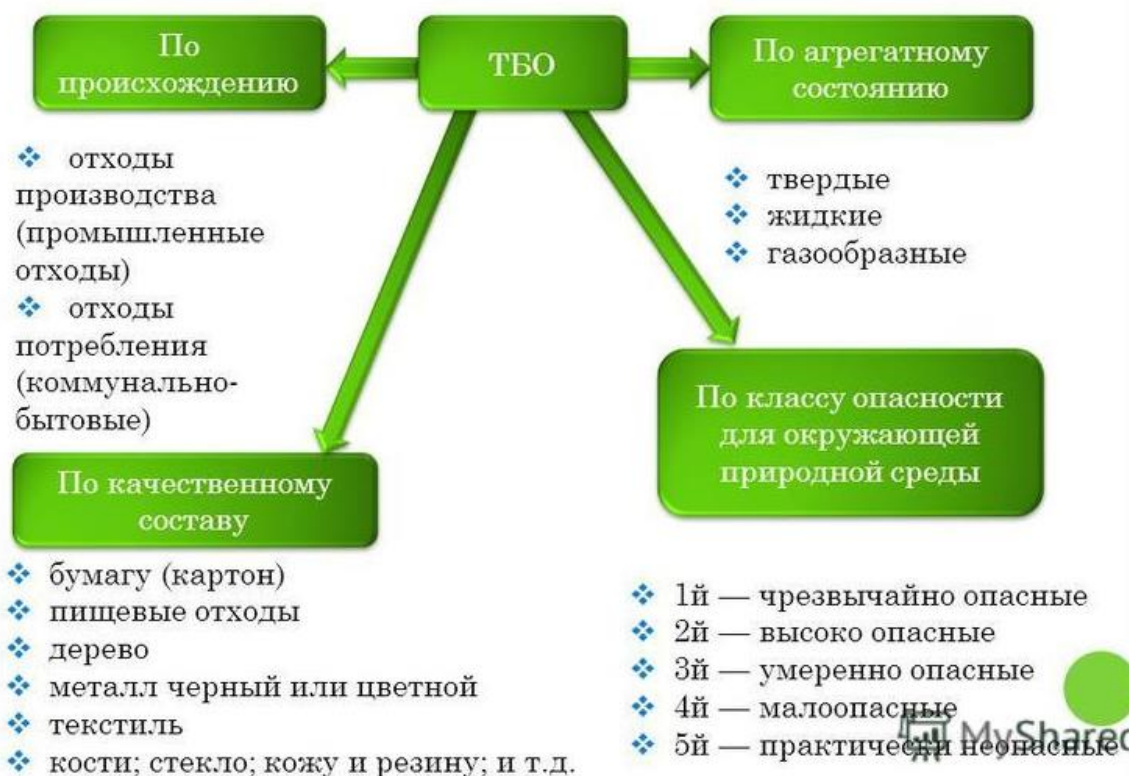 По
происхождению
ТБО
По агрегатному
состоянию
отходы
производства
(промышленные
отходы)
отходы
потребления
(коммунально-
бытовые)
твердые
жидкие
газообразные
По качественному
составу
По классу опасности
для окружающей
природной среды
бумагу (картон)
пищевые отходы
дерево
металл черный или цветной
текстиль
кости; стекло; кожу и резину; и т.д.
1й — чрезвычайно опасные
2й — высоко опасные
3й — умеренно опасные
4й — малоопасные
5й — практически неопасные
MyShared